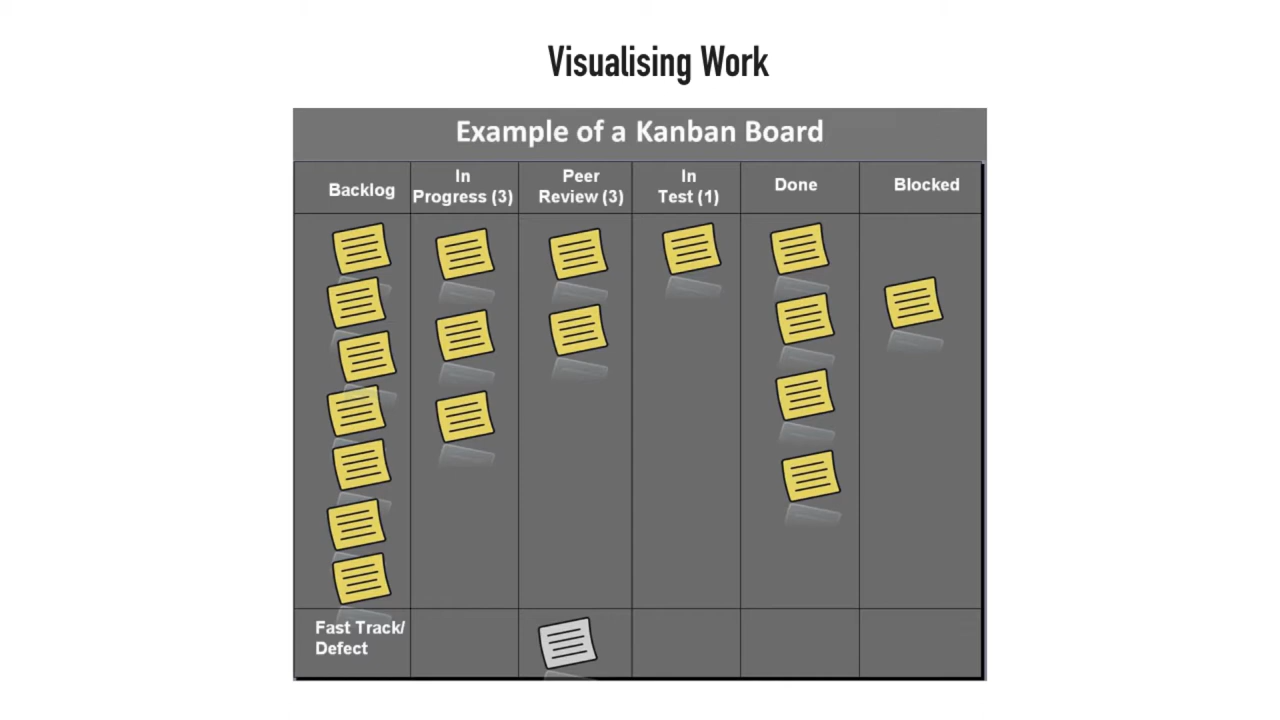 Visualising Work
Example of a Kanban Board
Backlog
In
Progress (3)
Peer
Review (3)
In
Test (1)
Done
Blocked
Fast Track/
Defect